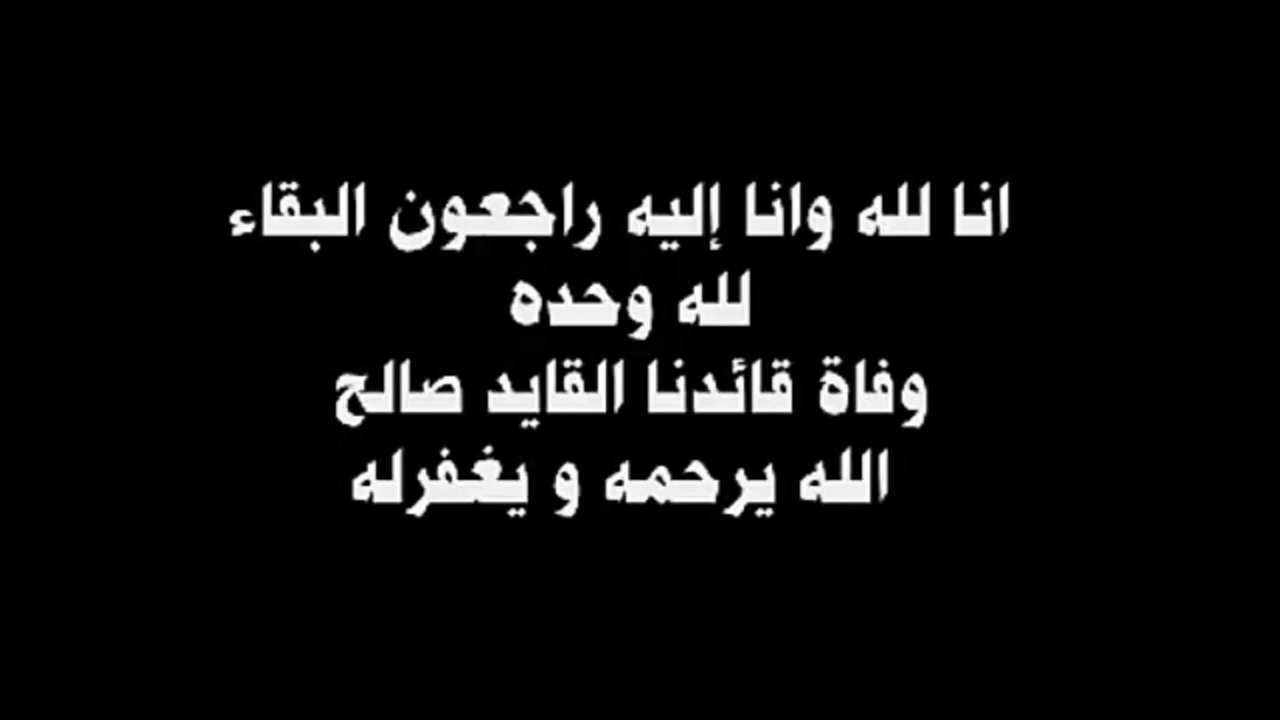 انا لله وانا إليه راجعون البقاء
لله وحده
وفاة قائدنا القايد صالح
الله يرحمه و يغفرله